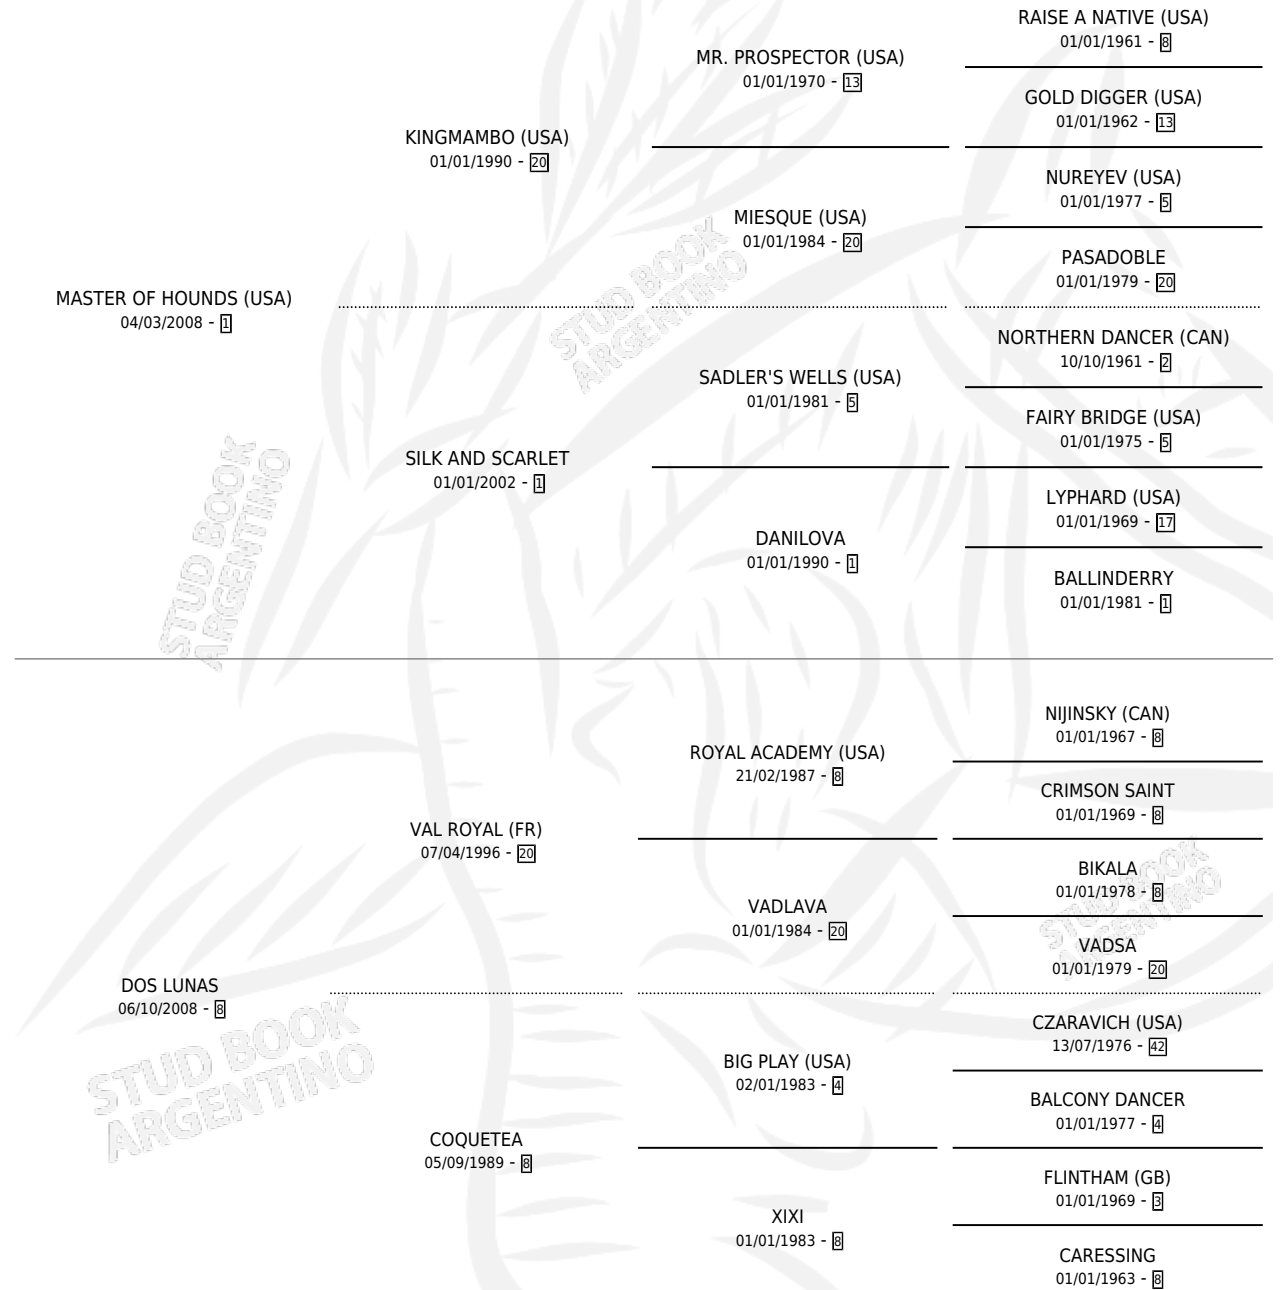 RAISE A NATIVE (USA)
01/01/1961 - 8
MR. PROSPECTOR (USA)
01/01/1970 - 13
GOLD DIGGER (USA)
01/01/1962 - 13
KINGMAMBO (USA)
01/01/1990 - 20
NUREYEV (USA)
01/01/1977 - 5
MIESQUE (USA)
01/01/1984 - 20
PASADOBLE
01/01/1979 - 20
MASTER OF HOUNDS (USA)
04/03/2008 - 1
NORTHERN DANCER (CAN)
10/10/1961 - 2
SADLER'S WELLS (USA)
01/01/1981 - 5
FAIRY BRIDGE (USA)
01/01/1975 - 5
SILK AND SCARLET
01/01/2002 - 1
LYPHARD (USA)
01/01/1969 - 17
DANILOVA
01/01/1990 - 1
BALLINDERRY
01/01/1981 - 1
STUD BOOK
ARGENTINO
STUD BOOK
ARGENTINO
NIJINSKY (CAN)
01/01/1967 - 8
ROYAL ACADEMY (USA)
21/02/1987 - 8
CRIMSON SAINT
01/01/1969 - 8
VAL ROYAL (FR)
07/04/1996 - 20
BIKALA
01/01/1978 - 8
VADLAVA
01/01/1984 - 20
VADSA
01/01/1979 - 20
DOS LUNAS
06/10/2008 - 8
CZARAVICH (USA)
13/07/1976 - 42
BIG PLAY (USA)
02/01/1983 - 4
BALCONY DANCER
01/01/1977 - 4
COQUETEA
05/09/1989 - 8
FLINTHAM (GB)
01/01/1969 - 3
XIXI
01/01/1983 - 8
CARESSING
01/01/1963 - 8
STUD BOOK
ARGENTINO
STUD BOOK
ARGENTINO